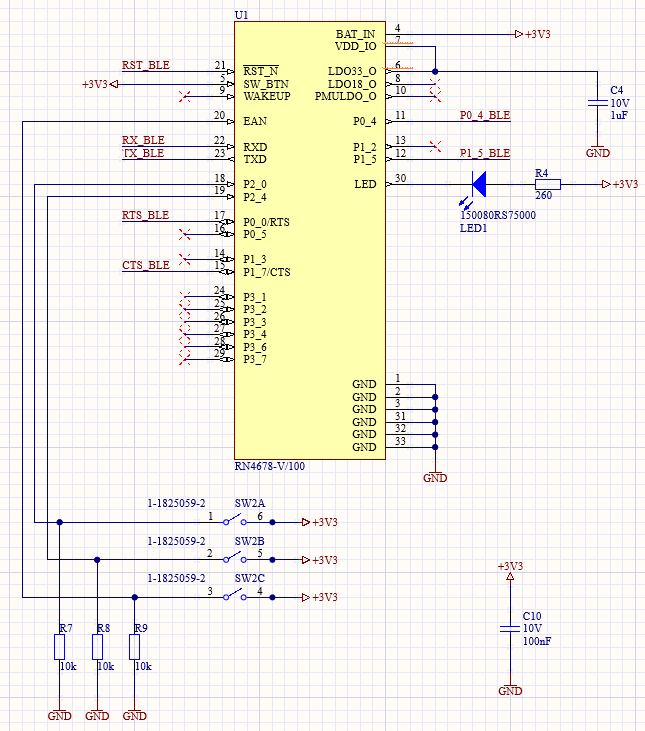 U1
BAT_IN 4 +3V3
VDD_IO 7
RST_BLE 21 RST_N LDO33_O 6
+3V3 5 SW_BTN LDO18_O 8
9 WAKEUP PMULDO_O 10
C4
10V
1uF
GND
20 EAN P0_4 11 P0_4_BLE
RX_BLE 22 RXD P1_2 13
TX_BLE 23 TXD P1_5 12 P1_5_BLE
18 P2_0 LED 30 R4 +3V3
19 P2_4 260
150080RS75000
LED1
RTS_BLE 17 P0_0/RTS
16 P0_5
14 P1_3
CTS_BLE 15 P1_7/CTS
24 P3_1
25 P3_2
26 P3_3
27 P3_4
28 P3_6
29 P3_7
GND 1
GND 2
GND 3
GND 31
GND 32
GND 33
RN4678-V/100
GND
1-1825059-2 SW2A
1 6 +3V3
1-1825059-2 SW2B
2 5 +3V3
1-1825059-2 SW2C
3 4 +3V3
+3V3
C10
10V
100nF
GND
R7 R8 R9
10k 10k 10k
GND GND GND